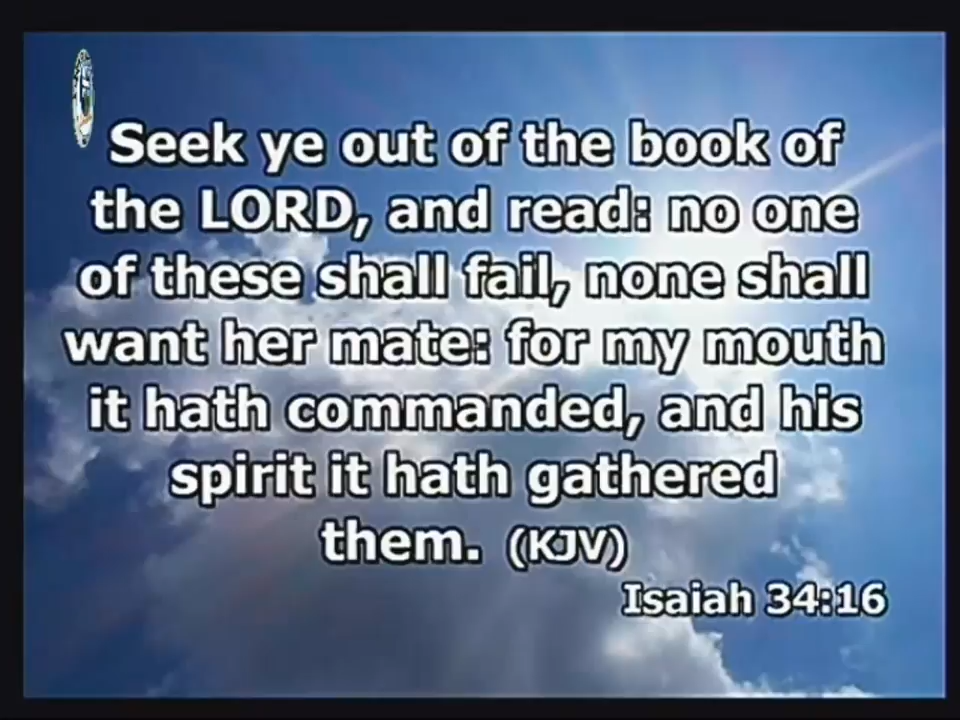 Seek ye out of the book of
the LORD, and read: no one
of these shall fail, none shall
want her mate: for my mouth
it hath commanded, and his
spirit it hath gathered
them. (KJV)
Isaiah 34:16